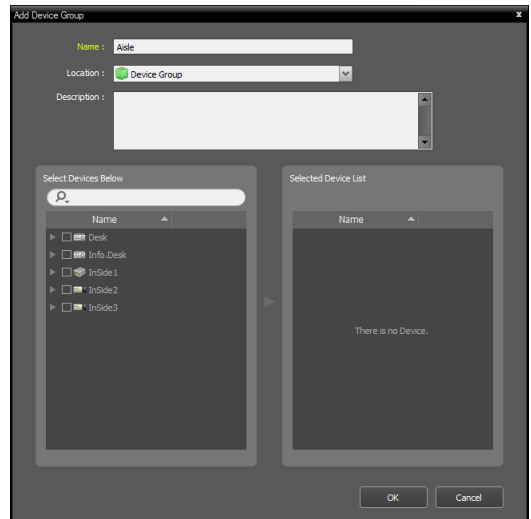 Add Device Group
Name : Aisle
Location : Device Group
Description :
Select Devices Below
Selected Device List
Name
Name
Desk
Info.Desk
InSide1
InSide2
InSide3
There is no Device.
OK
Cancel